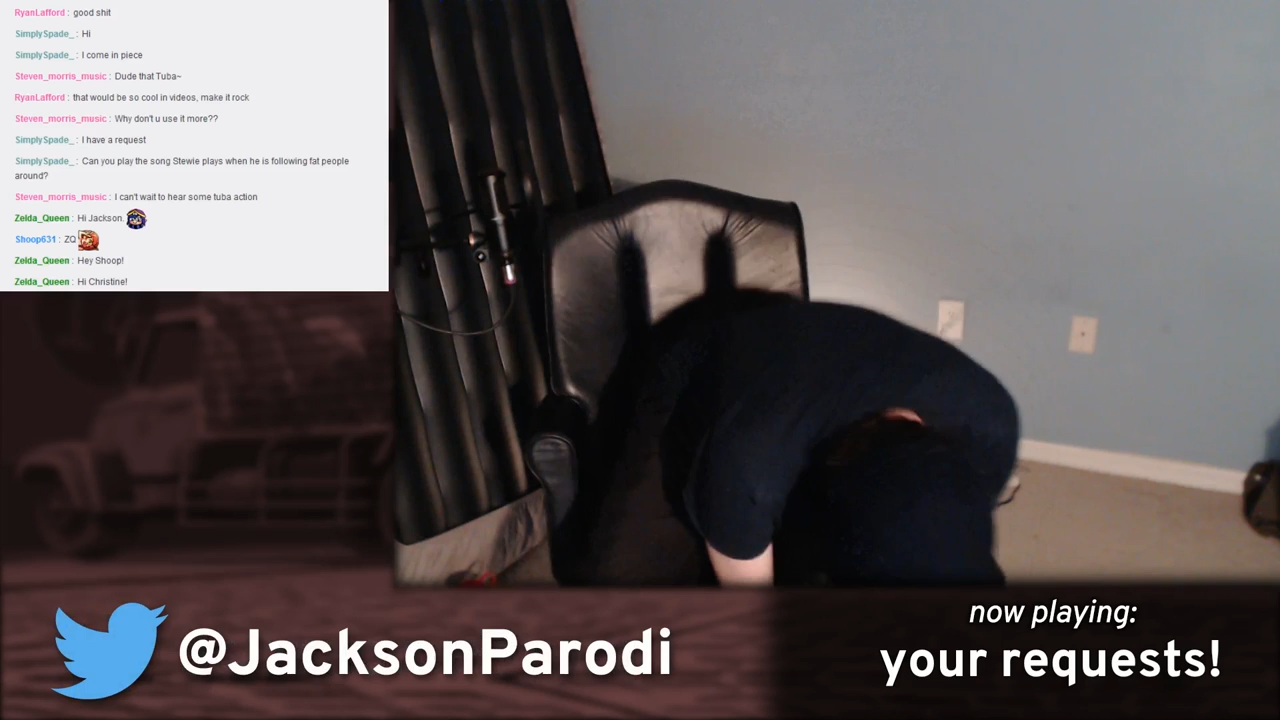 RyanLafford : good shit
SimplySpade_ : Hi
SimplySpade_ : I come in piece
Steven_morris_music : Dude that Tuba~
RyanLafford : that would be so cool in videos, make it rock
Steven_morris_music : Why don't u use it more??
SimplySpade_ : I have a request
SimplySpade_ : Can you play the song Stewie plays when he is following fat people
around?
Steven_morris_music : I can't wait to hear some tuba action
Zelda_Queen : Hi Jackson.
Shoop631 : ZQ
Zelda_Queen : Hey Shoop!
Zelda_Queen : Hi Christine!
@JacksonParodi
now playing:
your requests!